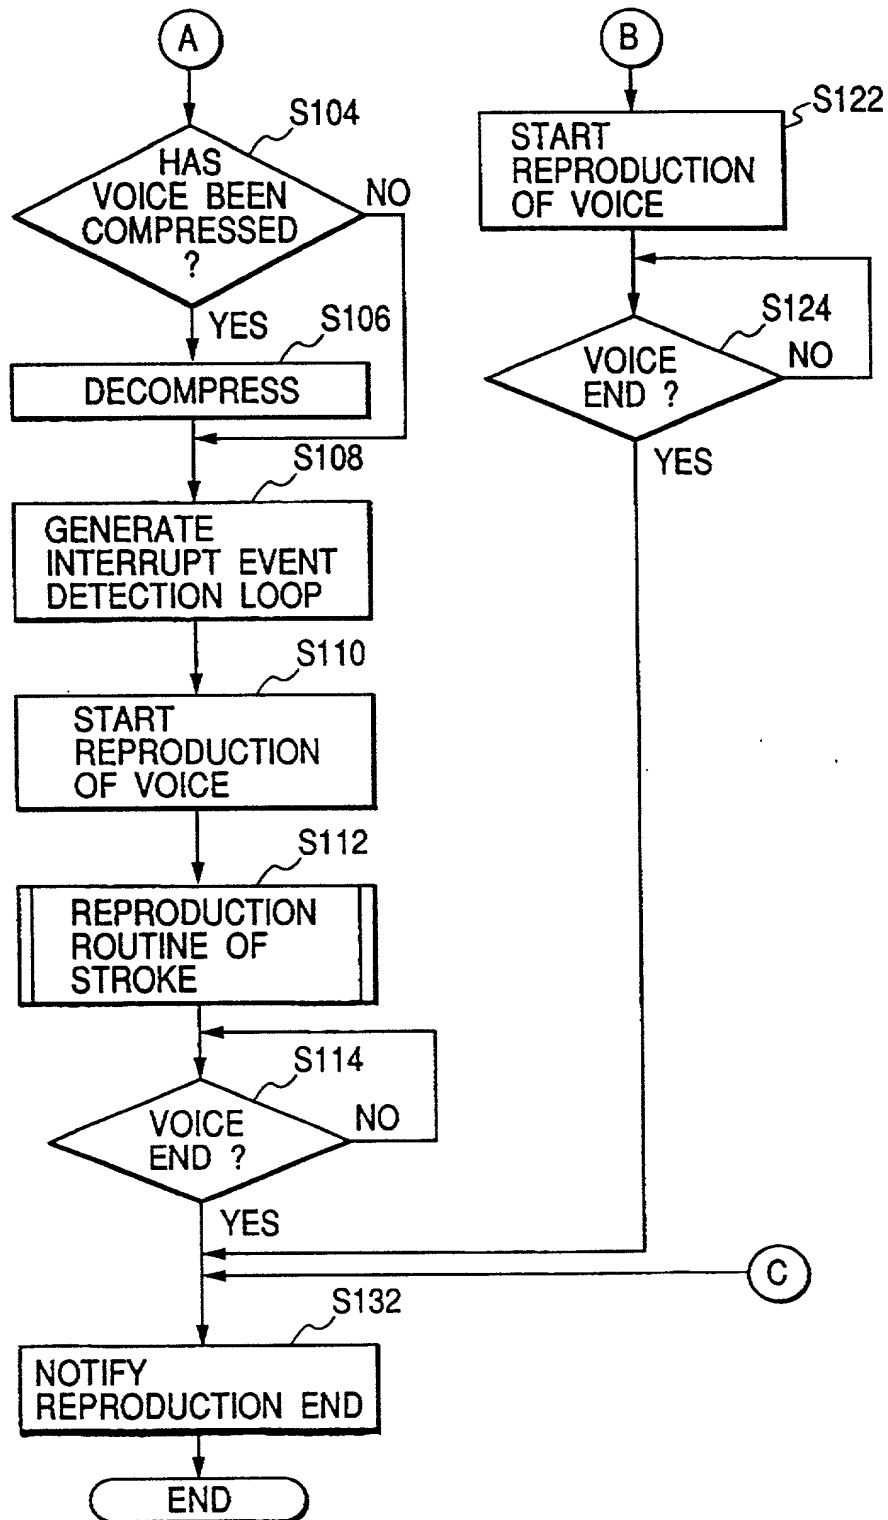 A
S104
HAS
VOICE BEEN
COMPRESSED
?
NO
YES
S106
DECOMPRESS
S108
GENERATE
INTERRUPT EVENT
DETECTION LOOP
S110
START
REPRODUCTION
OF VOICE
S112
REPRODUCTION
ROUTINE OF
STROKE
S114
VOICE
END ?
NO
YES
B
S122
START
REPRODUCTION
OF VOICE
S124
VOICE
END ?
NO
YES
C
S132
NOTIFY
REPRODUCTION END
END